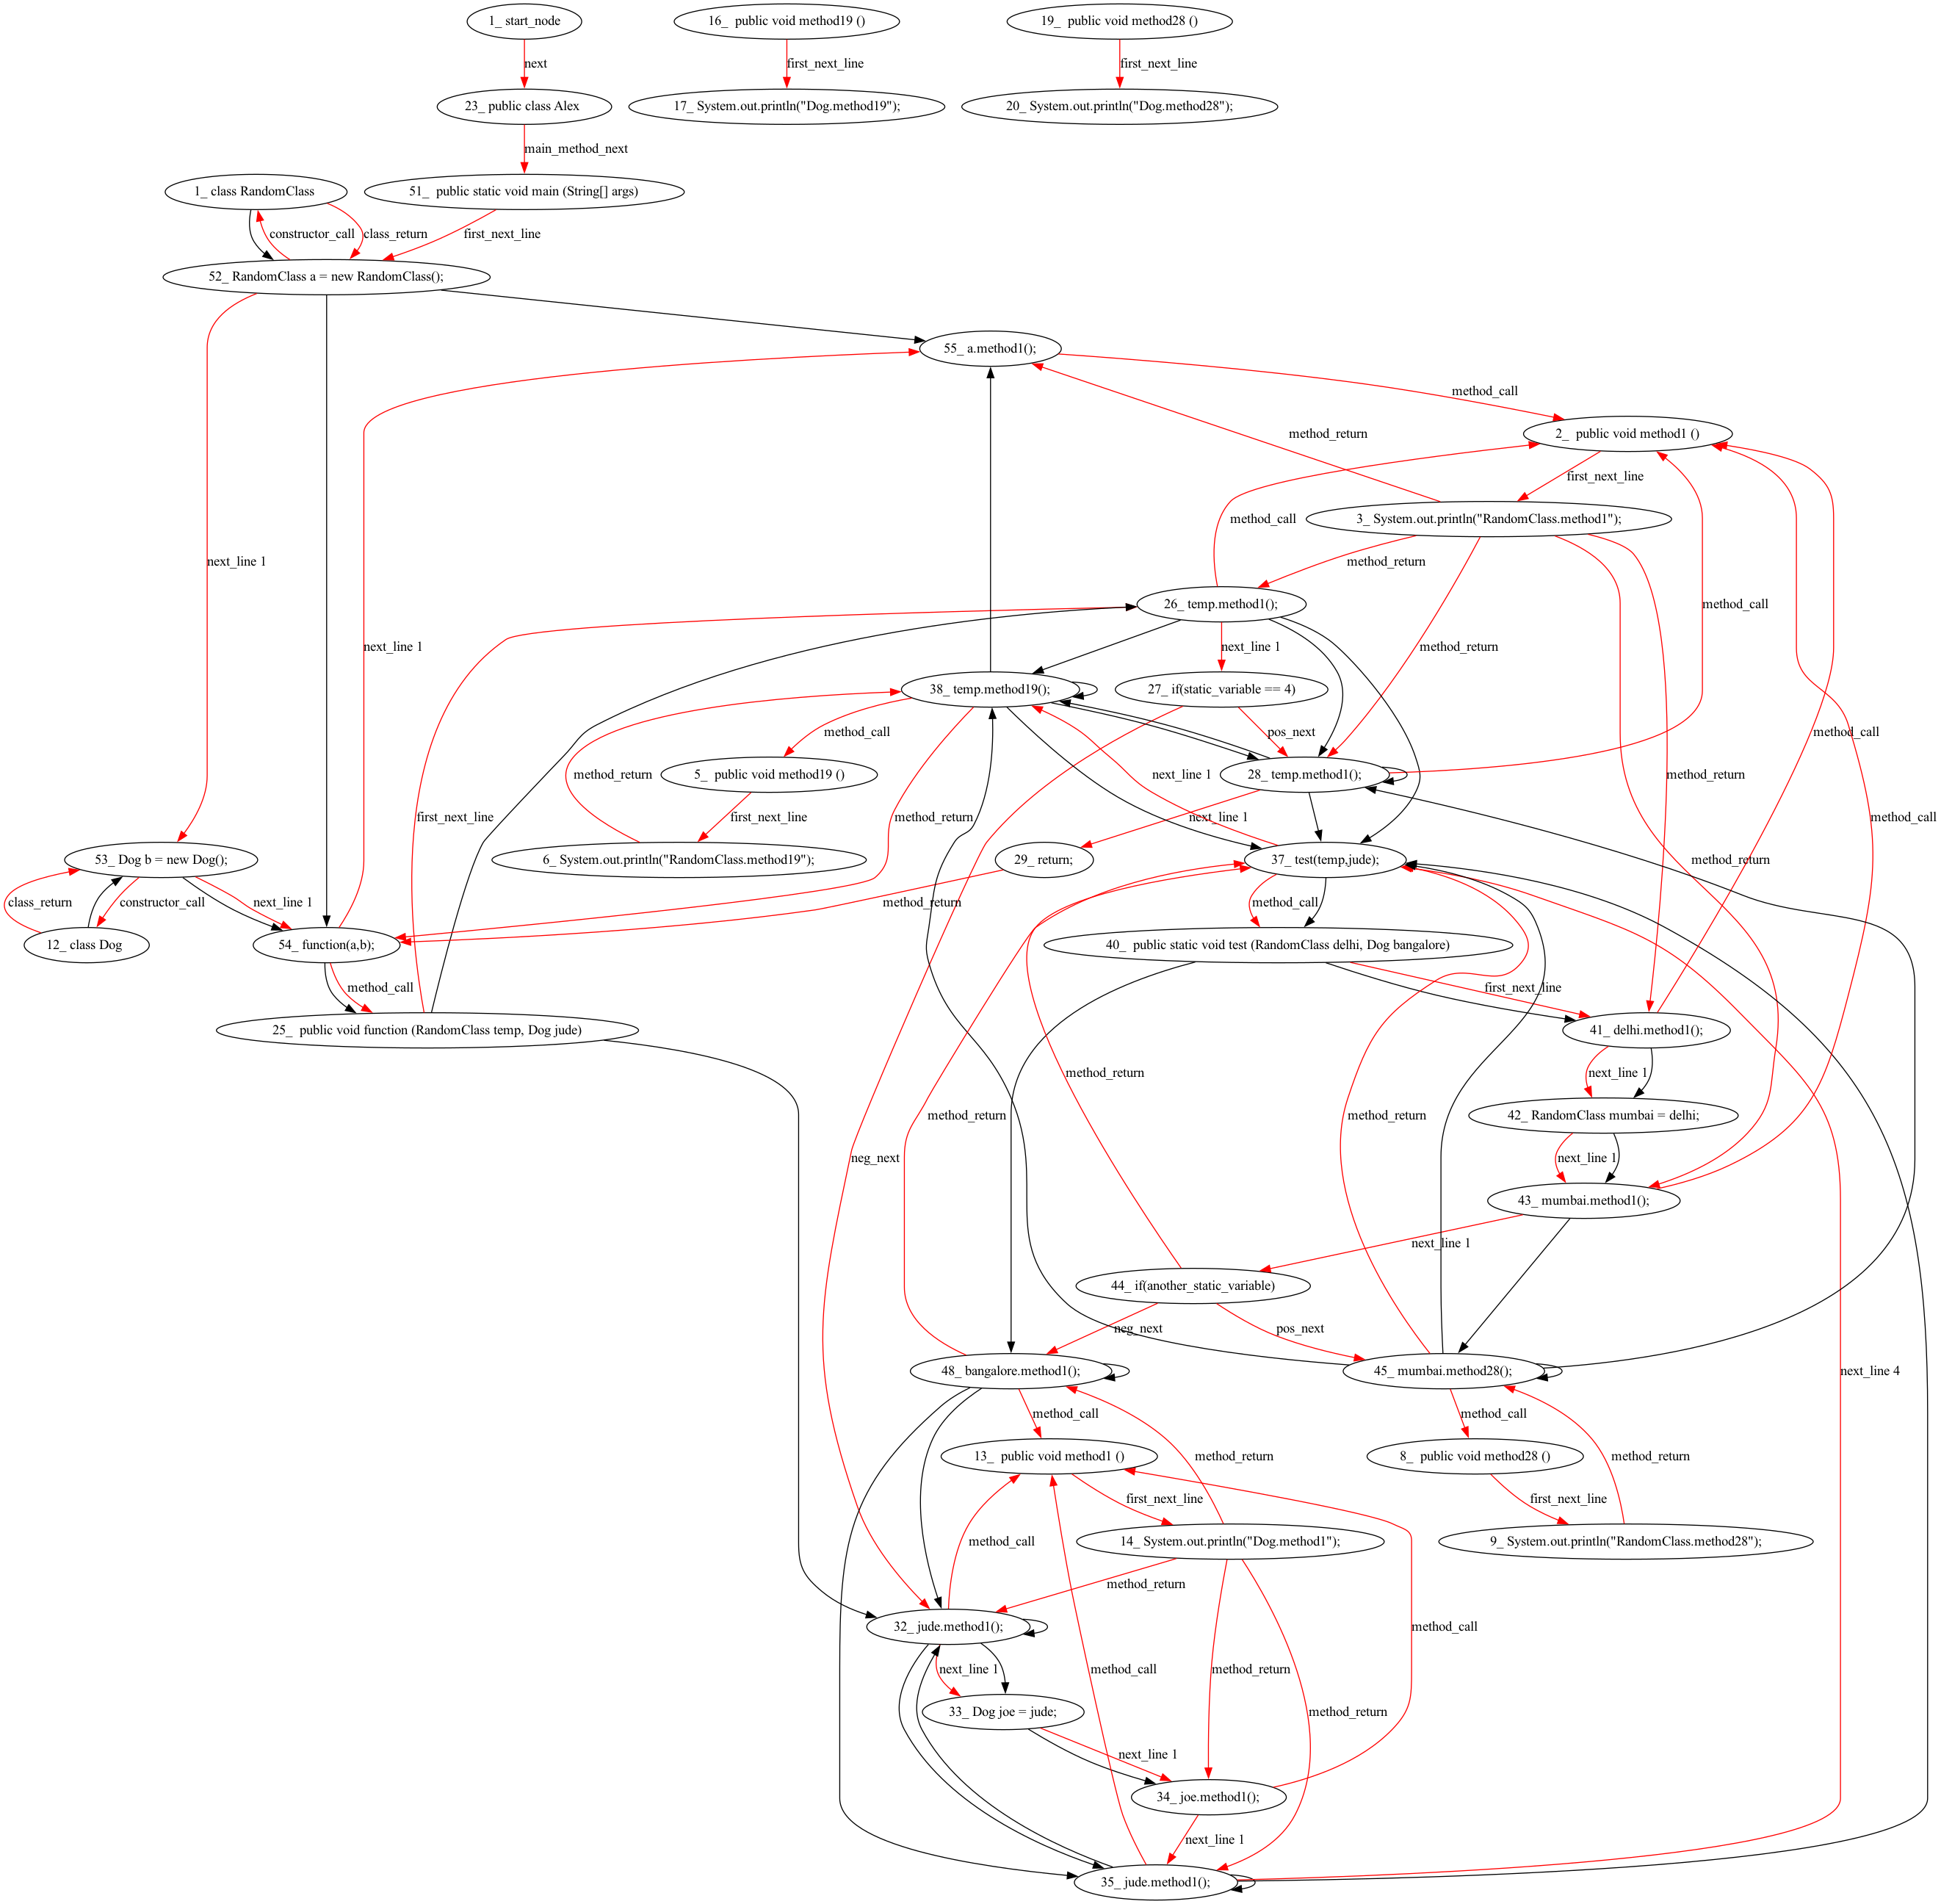 1_ start_node
16_ public void method19 ()
19_ public void method28 ()
next
first_next_line
first_next_line
23_ public class Alex
17_ System.out.println("Dog.method19");
20_ System.out.println("Dog.method28");
main_method_next
1_ class RandomClass
51_ public static void main (String[] args)
constructor_call
class_return
first_next_line
52_ RandomClass a = new RandomClass();
55_ a.method1();
method_call
method_return
2_ public void method1 ()
first_next_line
method_call
3_ System.out.println("RandomClass.method1");
next_line 1
method_return
26_ temp.method1();
method_call
next_line 1
next_line 1
method_return
38_ temp.method19();
27_ if(static_variable == 4)
method_call
pos_next
method_call
5_ public void method19 ()
method_return
next_line 1
28_ temp.method1();
method_return
first_next_line
first_next_line
method_return
next_line 1
method_call
53_ Dog b = new Dog();
6_ System.out.println("RandomClass.method19");
29_ return;
37_ test(temp,jude);
method_return
class_return
constructor_call
next_line 1
method_return
method_call
12_ class Dog
54_ function(a,b);
40_ public static void test (RandomClass delhi, Dog bangalore)
method_call
first_next_line
25_ public void function (RandomClass temp, Dog jude)
41_ delhi.method1();
method_return
next_line 1
method_return
method_return
42_ RandomClass mumbai = delhi;
neg_next
next_line 1
43_ mumbai.method1();
next_line 1
44_ if(another_static_variable)
neg_next
pos_next
48_ bangalore.method1();
45_ mumbai.method28();
next_line 4
method_call
method_call
13_ public void method1 ()
method_return
8_ public void method28 ()
method_return
first_next_line
first_next_line
method_call
14_ System.out.println("Dog.method1");
9_ System.out.println("RandomClass.method28");
method_return
32_ jude.method1();
method_call
next_line 1
method_call
method_return
33_ Dog joe = jude;
method_return
next_line 1
34_ joe.method1();
next_line 1
35_ jude.method1();